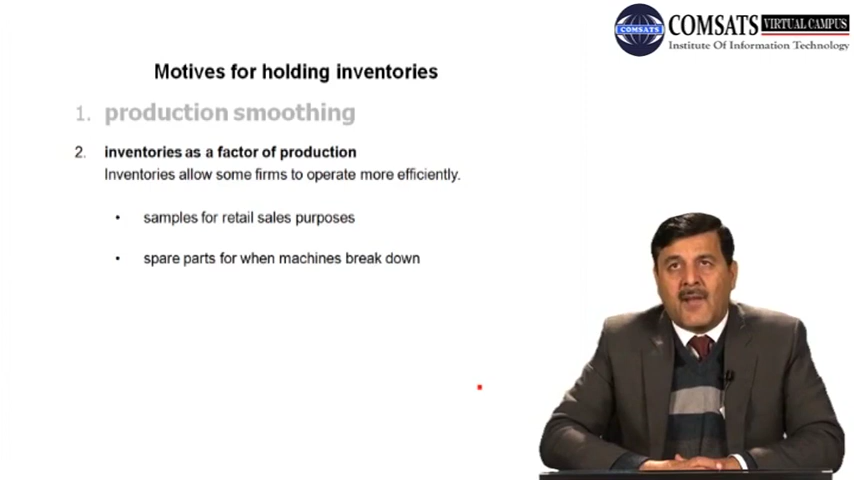 COMSATS VIRTUAL CAMPUS
Institute Of Information Technology
COMSATS
Motives for holding inventories
1. production smoothing
2. inventories as a factor of production
Inventories allow some firms to operate more efficiently.
• samples for retail sales purposes
• spare parts for when machines break down